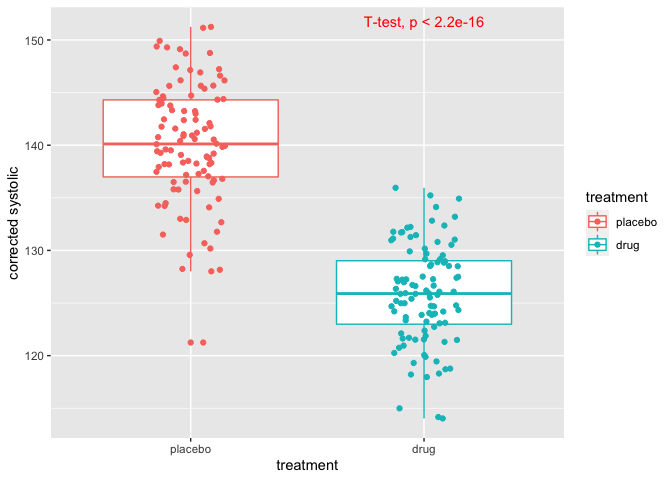 T-test, p < 2.2e-16
150
140
130
120
corrected systolic
placebo
drug
treatment
treatment
placebo
drug